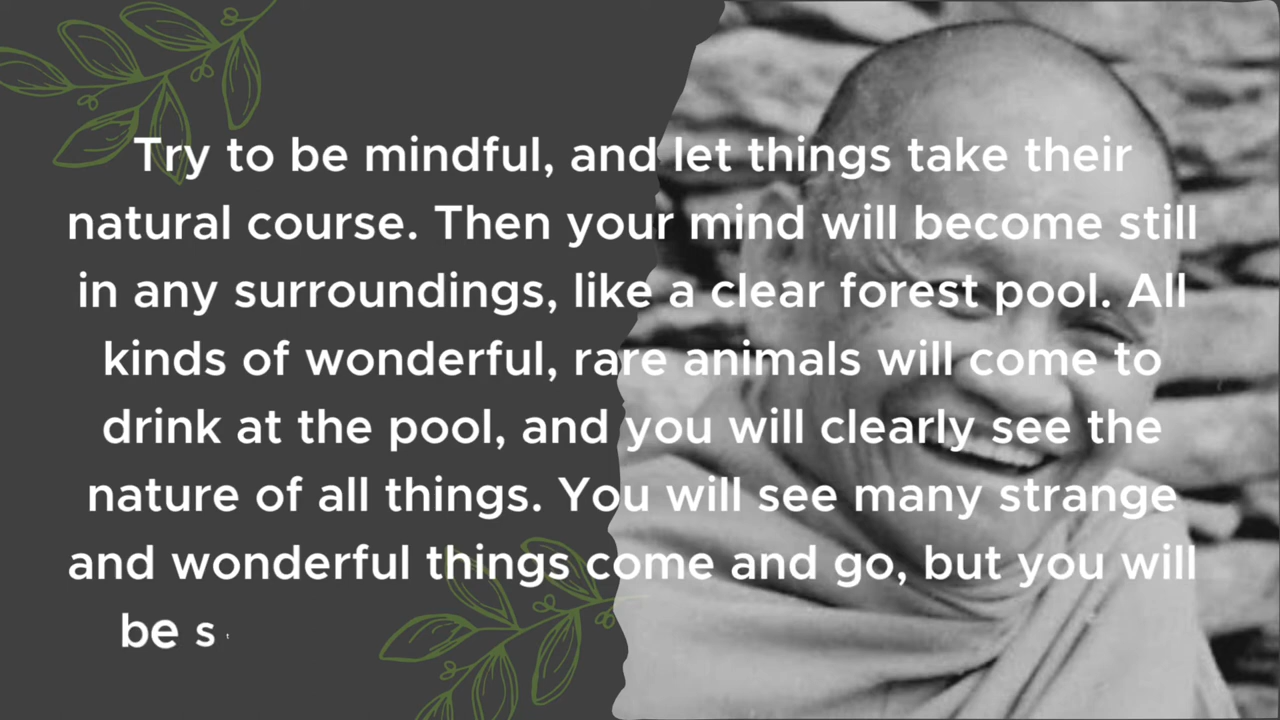 Try to be mindful, and let things take their
natural course. Then your mind will become still
in any surroundings, like a clear forest pool. All
kinds of wonderful, rare animals will come to
drink at the pool, and you will clearly see the
nature of all things. You will see many strange
and wonderful things come and go, but you will
be s